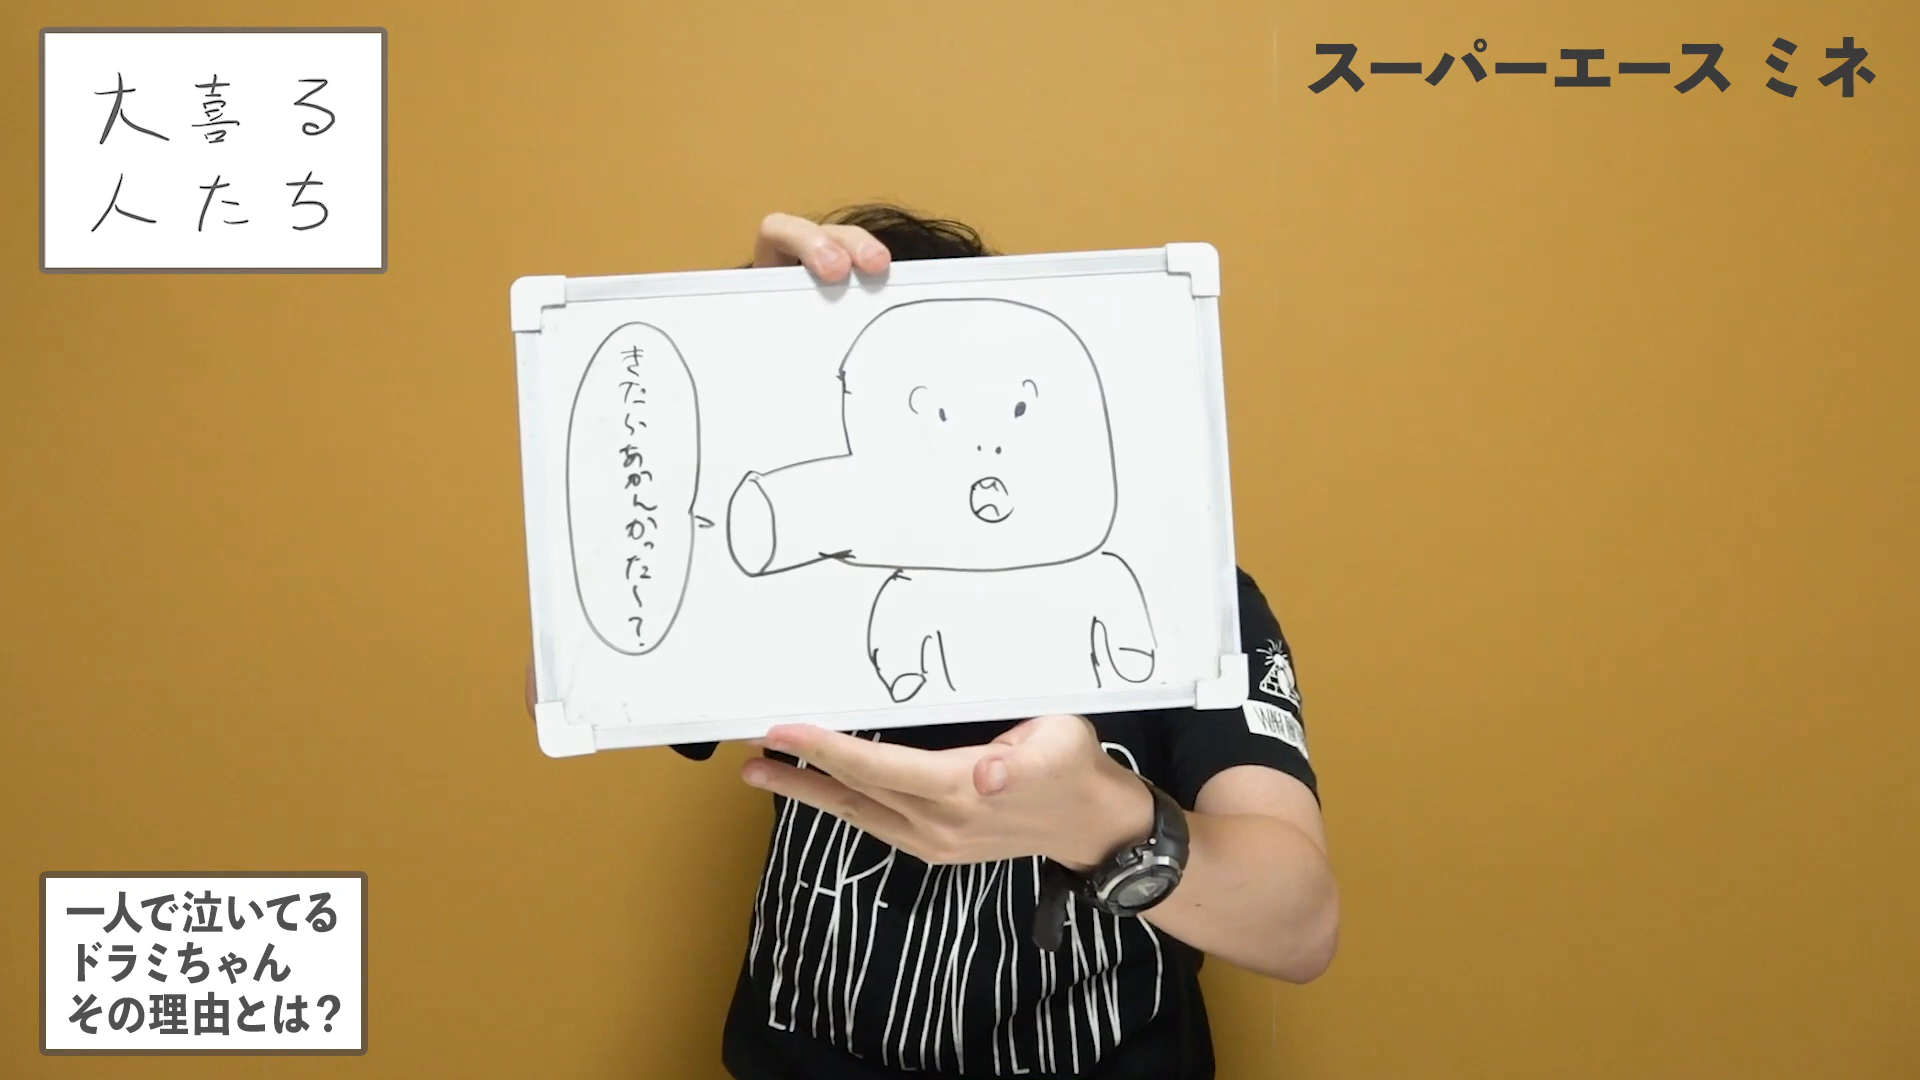 大喜る
人たち
スーパーエース ミネ
きたらあかんかった〜?
一人で泣いてる
ドラミちゃん
その理由とは？